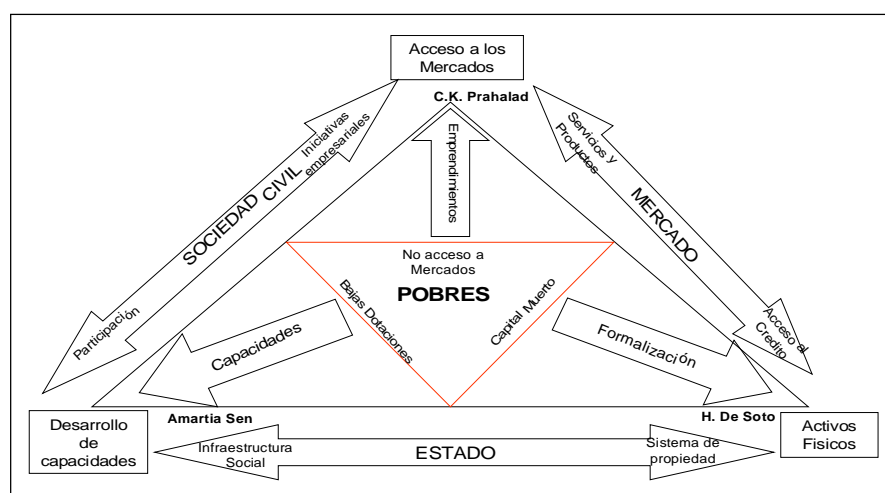 Acceso a los
Mercados
C.K. Prahalad
Iniciativas
empresariales
SOCIEDAD
CIVIL
Participación
Emprendimientos
Servicios y
Productos
MERCADO
Acceso al
Credito
No acceso a
Mercados
POBRES
Bajas Dotaciones
Capital Muerto
Capacidades
Formalización
Amartia Sen
H. De Soto
Desarrollo
de
capacidades
Infraestructura
Social
ESTADO
Sistema de
propiedad
Activos
Fisicos